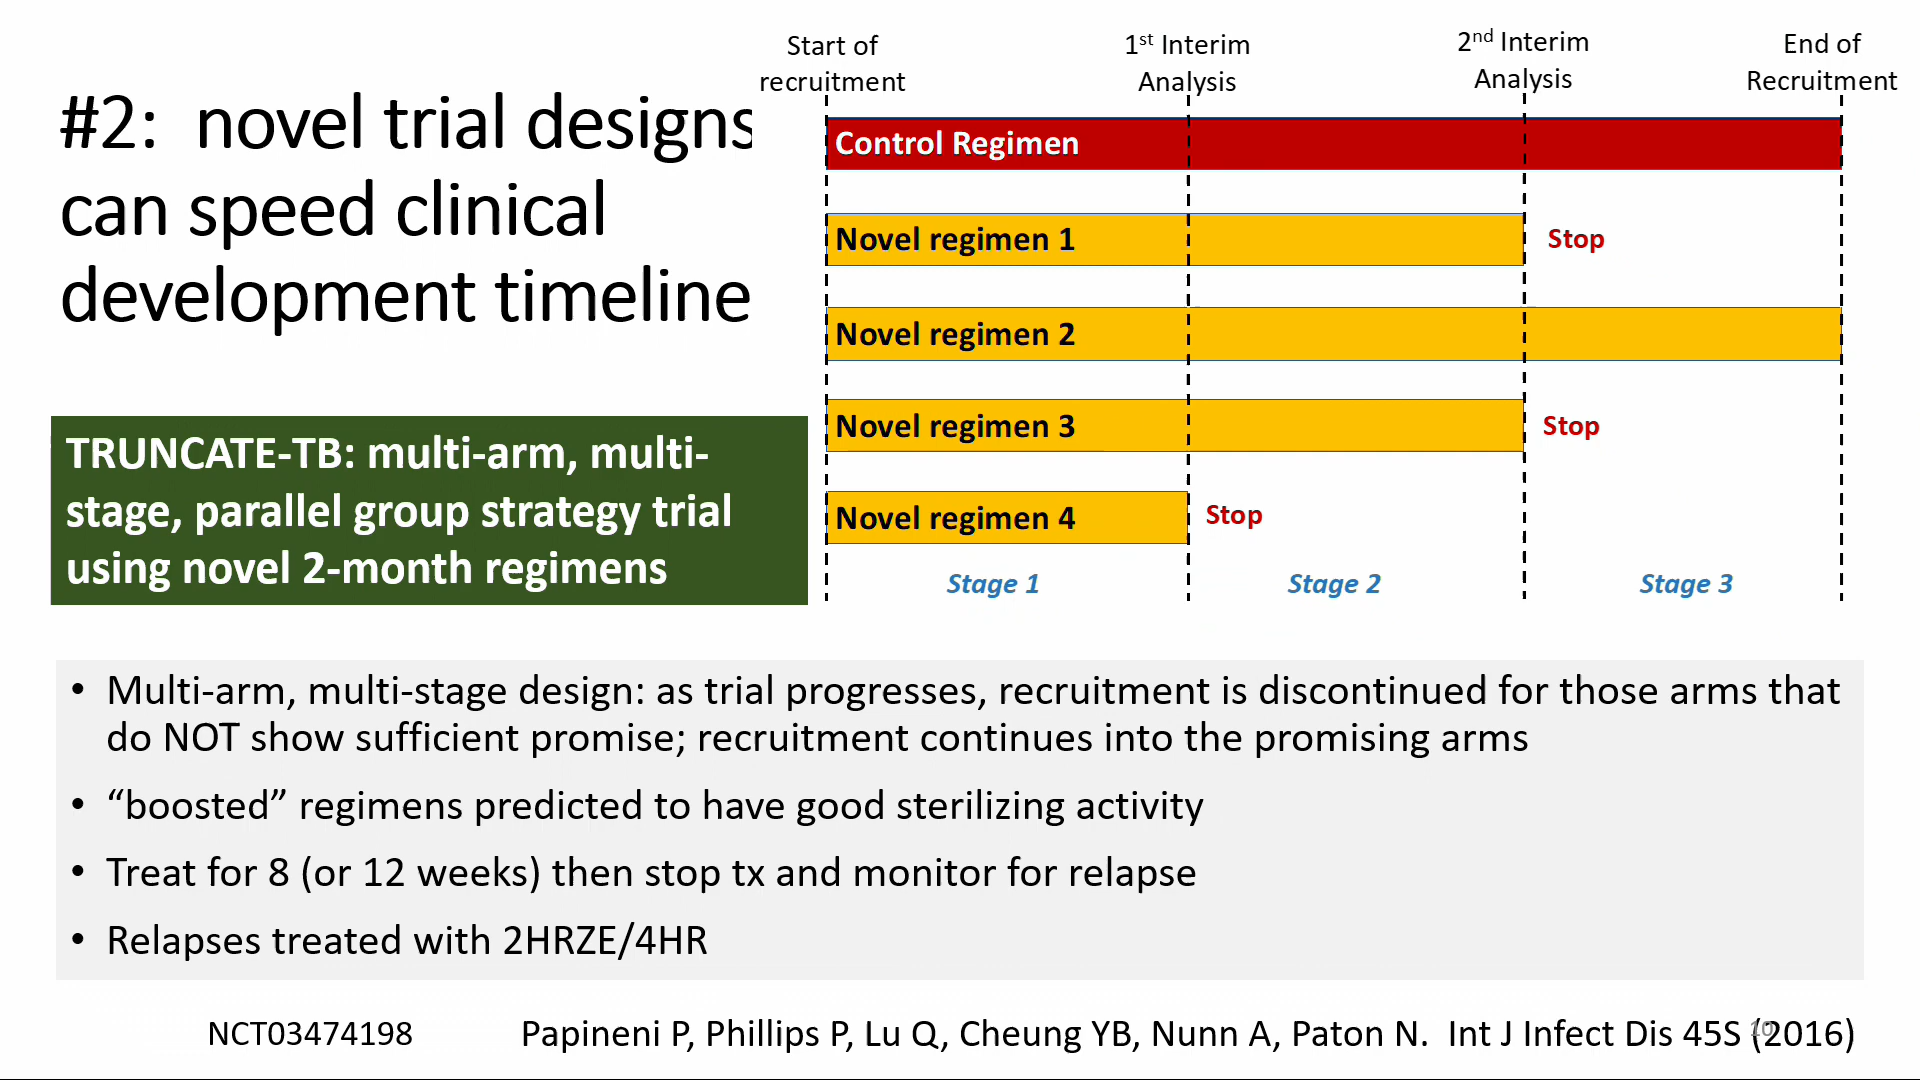 #2:  novel trial designs
can speed clinical
development timeline
Start of
recruitment
1st Interim
Analysis
2nd Interim
Analysis
End of
Recruitment
Control Regimen
Novel regimen 1
Stop
Novel regimen 2
Novel regimen 3
Stop
Novel regimen 4
Stop
Stage 1
Stage 2
Stage 3
TRUNCATE-TB: multi-arm, multi-
stage, parallel group strategy trial
using novel 2-month regimens
• Multi-arm, multi-stage design: as trial progresses, recruitment is discontinued for those arms that
do NOT show sufficient promise; recruitment continues into the promising arms
• “boosted” regimens predicted to have good sterilizing activity
• Treat for 8 (or 12 weeks) then stop tx and monitor for relapse
• Relapses treated with 2HRZE/4HR
NCT03474198
Papineni P, Phillips P, Lu Q, Cheung YB, Nunn A, Paton N.  Int J Infect Dis 45S (2016)
10